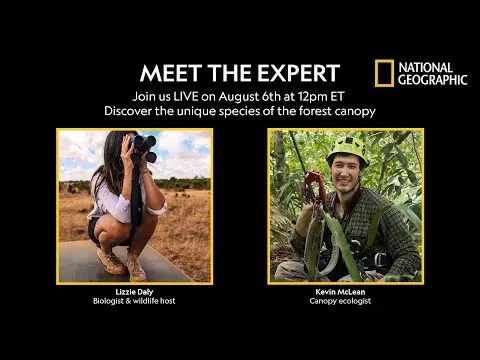 MEET THE EXPERT
NATIONAL
GEOGRAPHIC
Join us LIVE on August 6th at 12pm ET
Discover the unique species of the forest canopy
Lizzie Daly
Biologist & wildlife host
Kevin McLean
Canopy ecologist